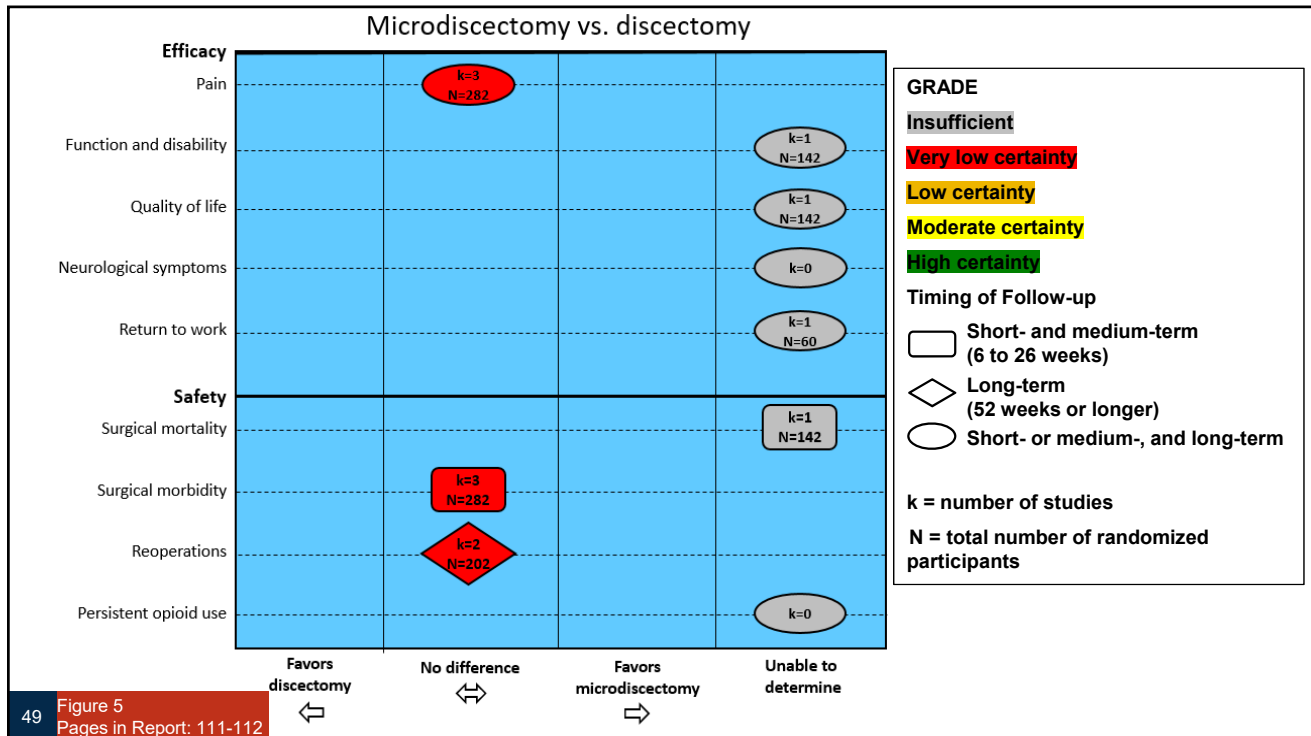 Microdiscectomy vs. discectomy
Efficacy
Pain
k=3
N=282
Function and disability
k=1
N=142
Quality of life
k=1
N=142
Neurological symptoms
k=0
Return to work
k=1
N=60
Safety
Surgical mortality
k=1
N=142
Surgical morbidity
k=3
N=282
Reoperations
k=2
N=202
Persistent opioid use
k=0
Favors
discectomy
No difference
Favors
microdiscectomy
Unable to
determine
GRADE
Insufficient
Very low certainty
Low certainty
Moderate certainty
High certainty
Timing of Follow-up
Short- and medium-term
(6 to 26 weeks)
Long-term
(52 weeks or longer)
Short- or medium-, and long-term
k = number of studies
N = total number of randomized
participants
49
Figure 5
Pages in Report: 111-112